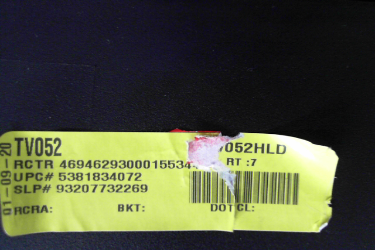 01-09-20
TV052 052HLD
RCTR 4694629300015534 RT :7
UPC# 5381834072
SLP# 93207732269
RCRA: BKT: DOT CL: